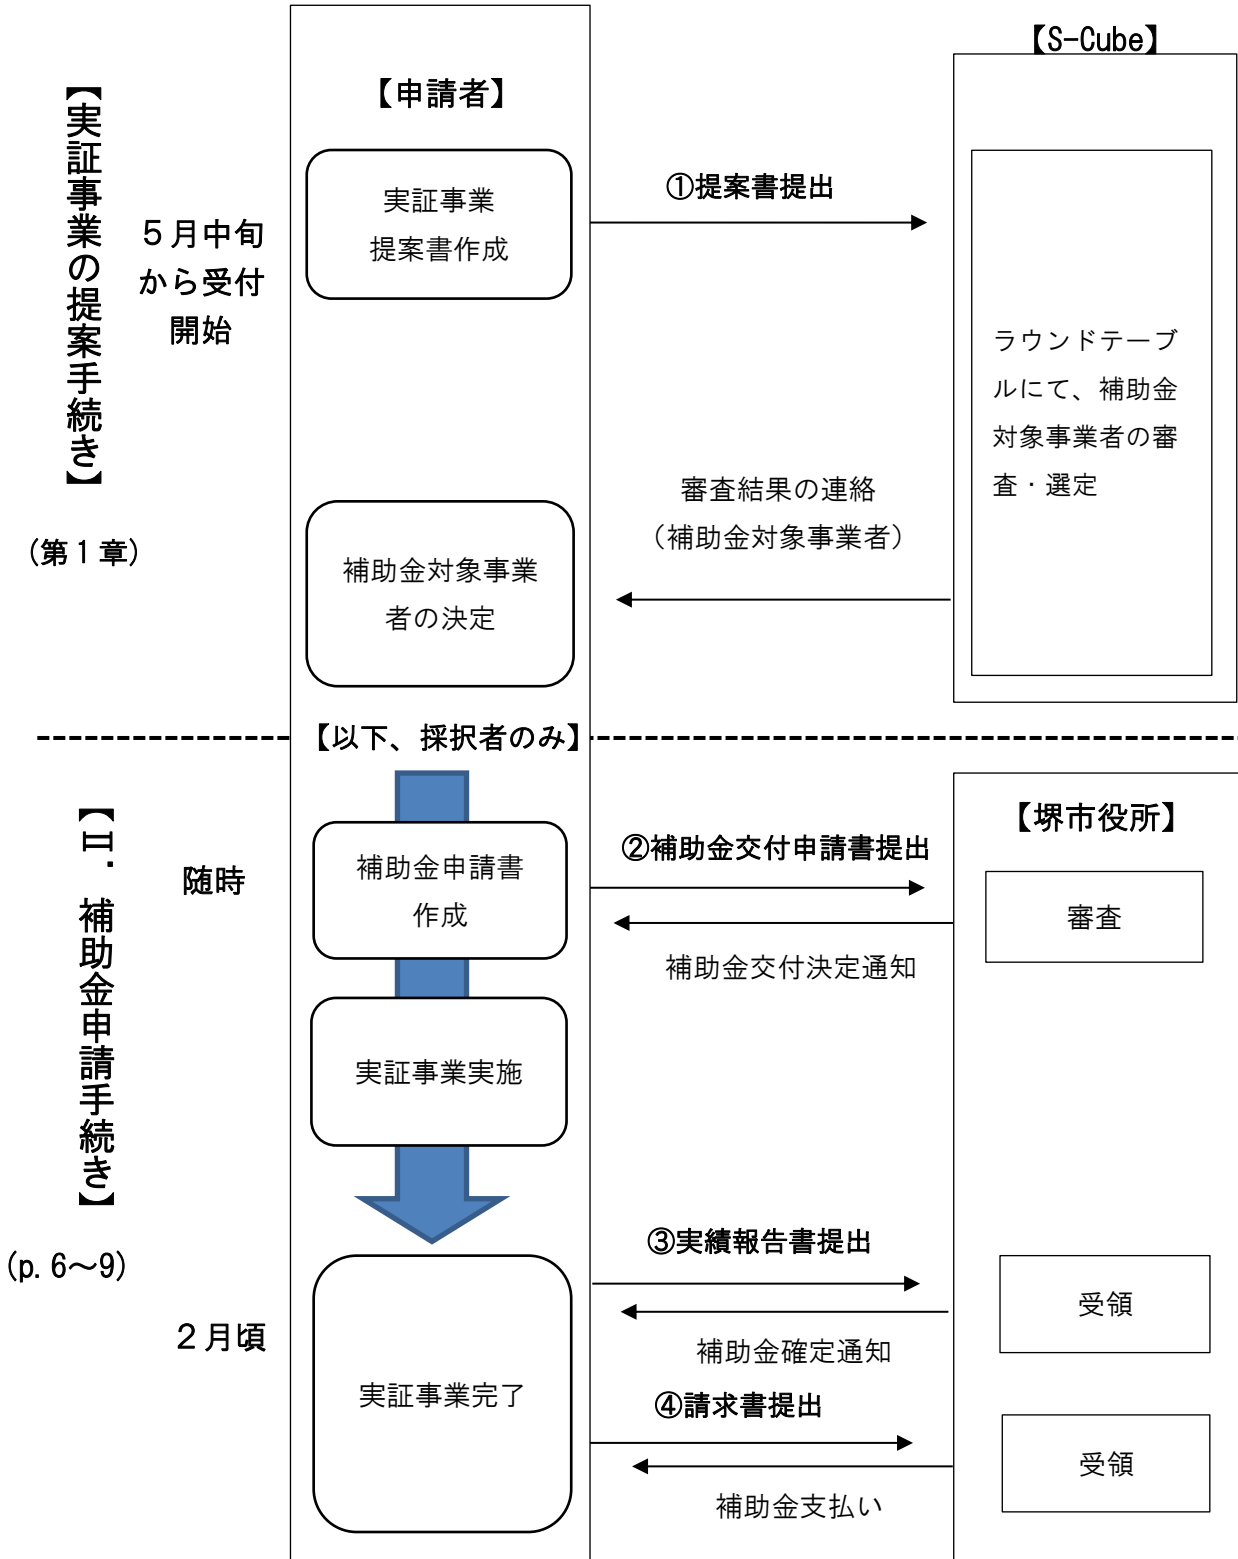 【実証事業の提案手続き】
(第１章)
５月中旬
から受付
開始
【申請者】
実証事業
提案書作成
①提案書提出
【S-Cube】
ラウンドテーブ
ルにて、補助金
対象事業者の審
査・選定
審査結果の連絡
（補助金対象事業者）
補助金対象事業
者の決定
【以下、採択者のみ】
【Ⅱ．補助金申請手続き】
(p.6～9)
随時
補助金申請書
作成
②補助金交付申請書提出
【堺市役所】
審査
補助金交付決定通知
実証事業実施
２月頃
実証事業完了
③実績報告書提出
受領
補助金確定通知
④請求書提出
受領
補助金支払い